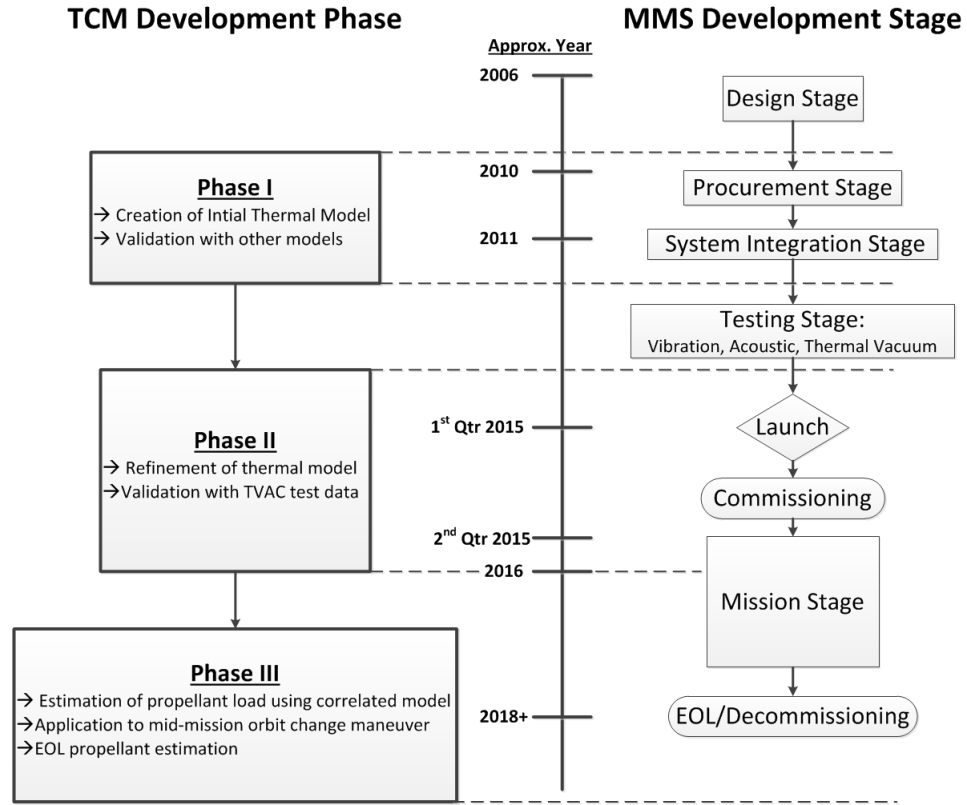 TCM Development Phase
MMS Development Stage
Approx. Year
2006
Design Stage
Phase I
→ Creation of Intial Thermal Model
→ Validation with other models
2010
Procurement Stage
2011
System Integration Stage
Testing Stage:
Vibration, Acoustic, Thermal Vacuum
Phase II
→ Refinement of thermal model
→Validation with TVAC test data
1st Qtr 2015
Launch
Commissioning
2nd Qtr 2015
2016
Mission Stage
Phase III
→ Estimation of propellant load using correlated model
→Application to mid-mission orbit change maneuver
→EOL propellant estimation
2018+
EOL/Decommissioning